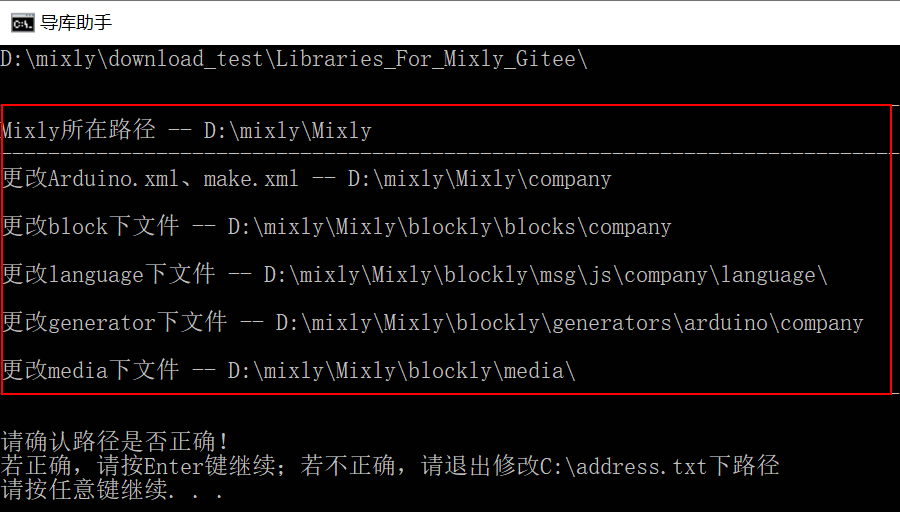 导库助手
D:\mixly\download_test\Libraries_For_Mixly_Gitee\
Mixly所在路径 -- D:\mixly\Mixly
更改Arduino.xml、make.xml -- D:\mixly\Mixly\company
更改block下文件 -- D:\mixly\Mixly\blockly\blocks\company
更改language下文件 -- D:\mixly\Mixly\blockly\msg\js\company\language\
更改generator下文件 -- D:\mixly\Mixly\blockly\generators\arduino\company
更改media下文件 -- D:\mixly\Mixly\blockly\media\
请确认路径是否正确!
若正确，请按Enter键继续；若不正确，请退出修改C:\address.txt下路径
请按任意键继续. . .